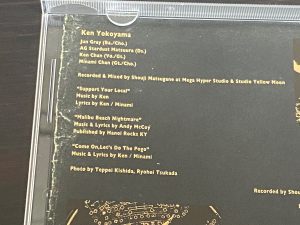 Ken Yokoyama
Jun Gray (Ba./Cho.)
AG Stardust Matsura (Dr.)
Ken Chan (Vo./Gt.)
Minami Chan (Gt./Cho.)
Recorded & Mixed by Shouji Matsugane at Mega Hyper Studio & Studio Yellow Moon
"Support Your Local"
Music by Ken
Lyrics by Ken / Minami
"Malibu Beach Nightmare"
Music & Lyrics by Andy McCoy
Published by Hanoi Rocks KY
"Come On,Let's Do The Pogo"
Music & Lyrics by Ken / Minami
Photo by Teppei Kishida, Ryohei Tsukada
Recorded by Shou